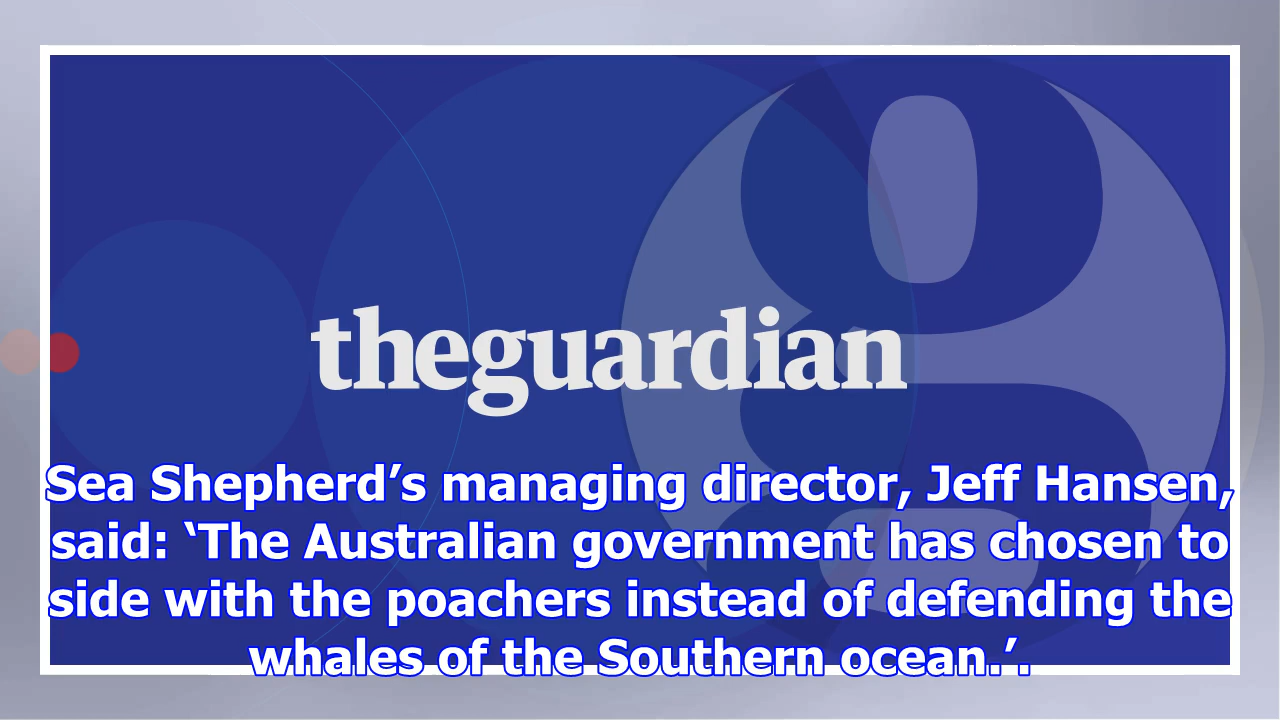 theguardian
Sea Shepherd’s managing director, Jeff Hansen,
said: ‘The Australian government has chosen to
side with the poachers instead of defending the
whales of the Southern ocean.’.